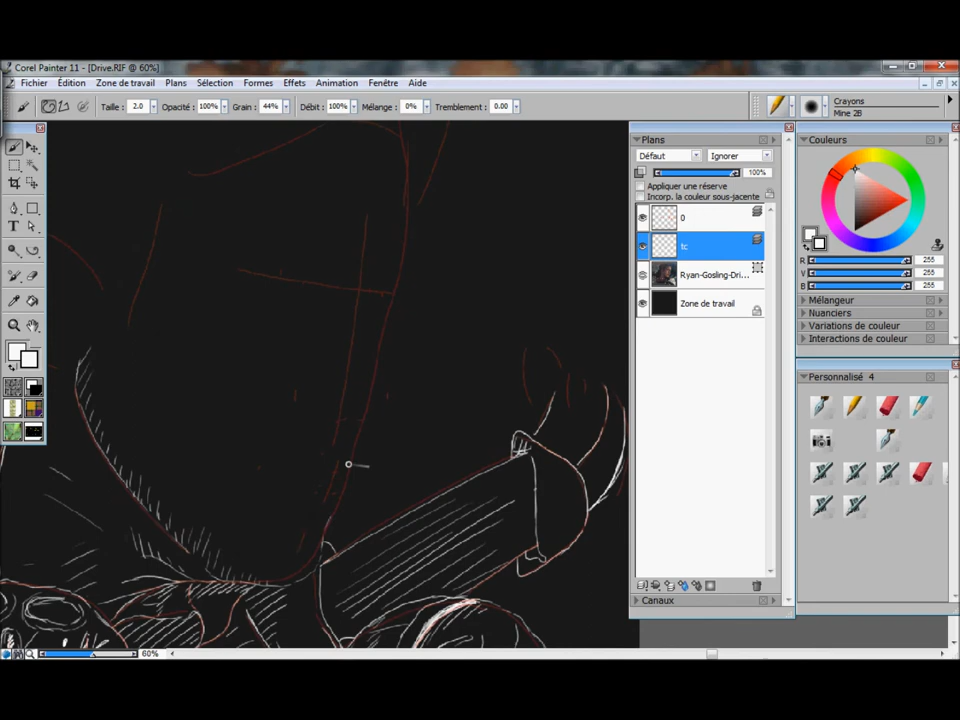 Corel Painter 11 - [Drive.RIF @ 60%]
Fichier Édition Zone de travail Plans Sélection Formes Effets Animation Fenêtre Aide
Taille : 2.0 Opacité : 100% Grain : 44% Débit : 100% Mélange : 0% Tremblement : 0.00
Crayons
Mine 2B
Plans
Défaut Ignorer
100%
Appliquer une réserve
Incorp. la couleur sous-jacente
0
tc
Ryan-Gosling-Dri...
Zone de travail
Canaux
Couleurs
R 255
V 255
B 255
Mélangeur
Nuanciers
Variations de couleur
Interactions de couleur
Personnalisé 4
60%